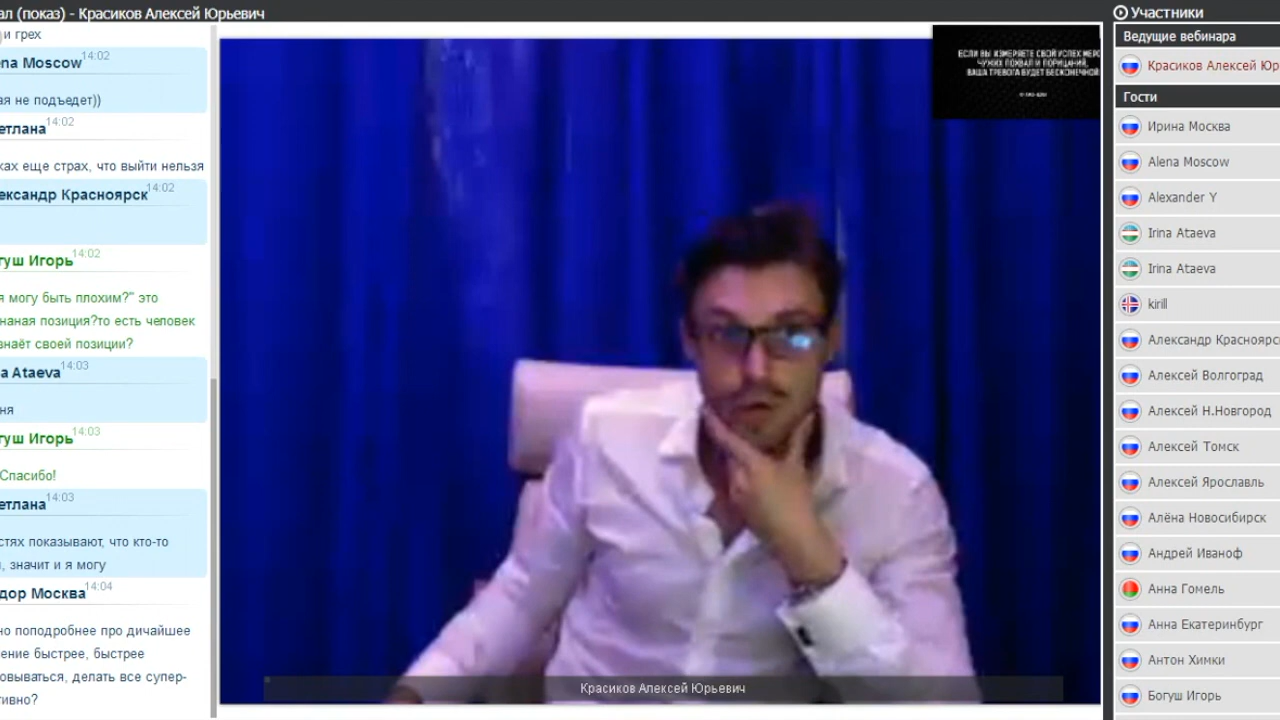 ал (показ) - Красиков Алексей Юрьевич
и грех
na Moscow 14:02
ая не подъедет))
етлана 14:02
ках еще страх, что выйти нельзя
ександр Красноярск 14:02
гуш Игорь 14:02
я могу быть плохим?" это
наная позиция?то есть человек
знаёт своей позиции?
a Ataeva 14:03
ня
гуш Игорь 14:03
Спасибо!
етлана 14:03
стях показывают, что кто-то
, значит и я могу
дор Москва 14:04
но поподробнее про дичайшее
ение быстрее, быстрее
овываться, делать все супер-
тивно?
ЕСЛИ ВЫ ИЗМЕРЯЕТЕ СВОЙ УСПЕХ МЕРО
ЧУЖИХ ПОХВАЛ И ПОРИЦАНИЙ,
ВАША ТРЕВОГА БУДЕТ БЕСКОНЕЧНОЙ
Красиков Алексей Юрьевич
Участники
Ведущие вебинара
Красиков Алексей Юр
Гости
Ирина Москва
Alena Moscow
Alexander Y
Irina Ataeva
Irina Ataeva
kirill
Александр Красноярс
Алексей Волгоград
Алексей Н.Новгород
Алексей Томск
Алексей Ярославль
Алёна Новосибирск
Андрей Иваноф
Анна Гомель
Анна Екатеринбург
Антон Химки
Богуш Игорь